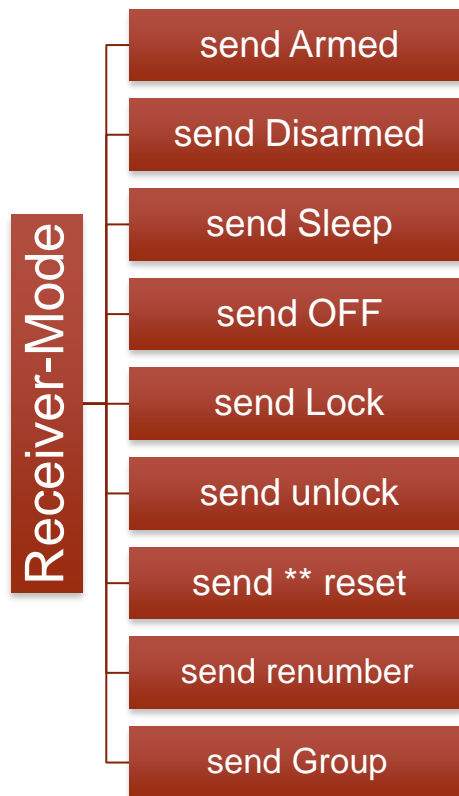 Receiver-Mode
send Armed
send Disarmed
send Sleep
send OFF
send Lock
send unlock
send ** reset
send renumber
send Group